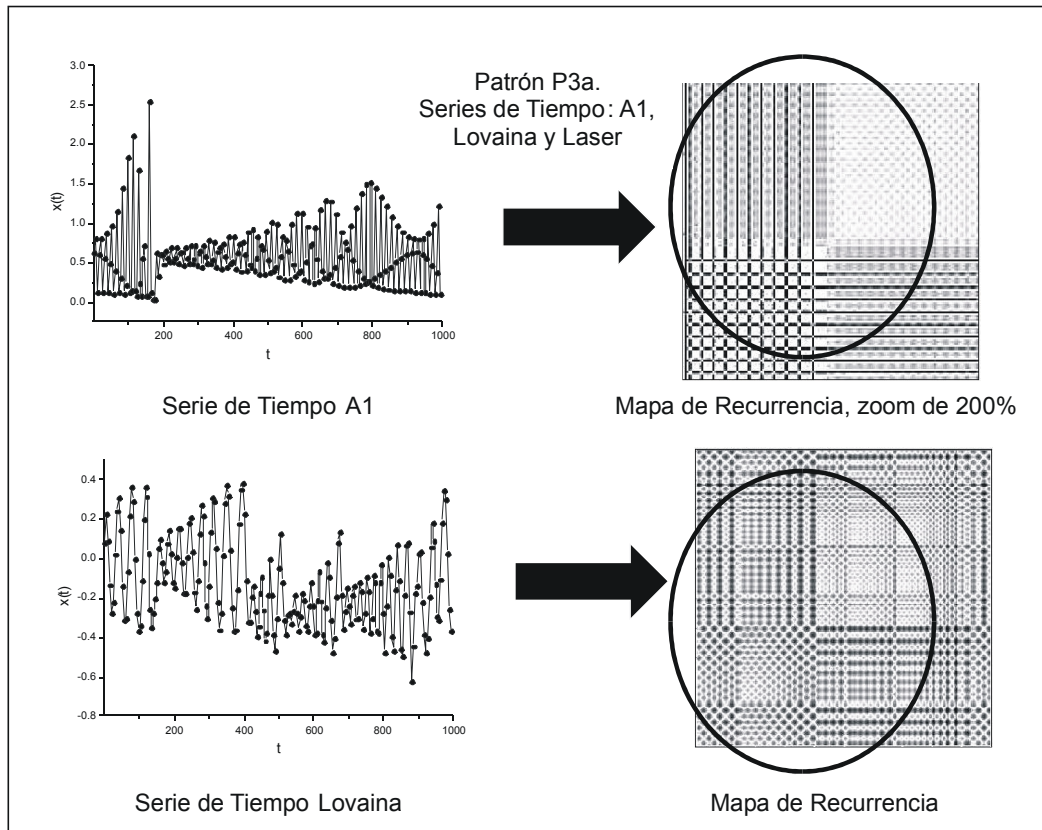 3.0
2.5
2.0
1.5
1.0
0.5
0.0
x(t)
200 400 600 800 1000
t
Serie de Tiempo A1
Patrón P3a.
Series de Tiempo: A1,
Lovaina y Laser
Mapa de Recurrencia, zoom de 200%
0.4
0.2
0.0
-0.2
-0.4
-0.6
-0.8
x(t)
200 400 600 800 1000
t
Serie de Tiempo Lovaina
Mapa de Recurrencia